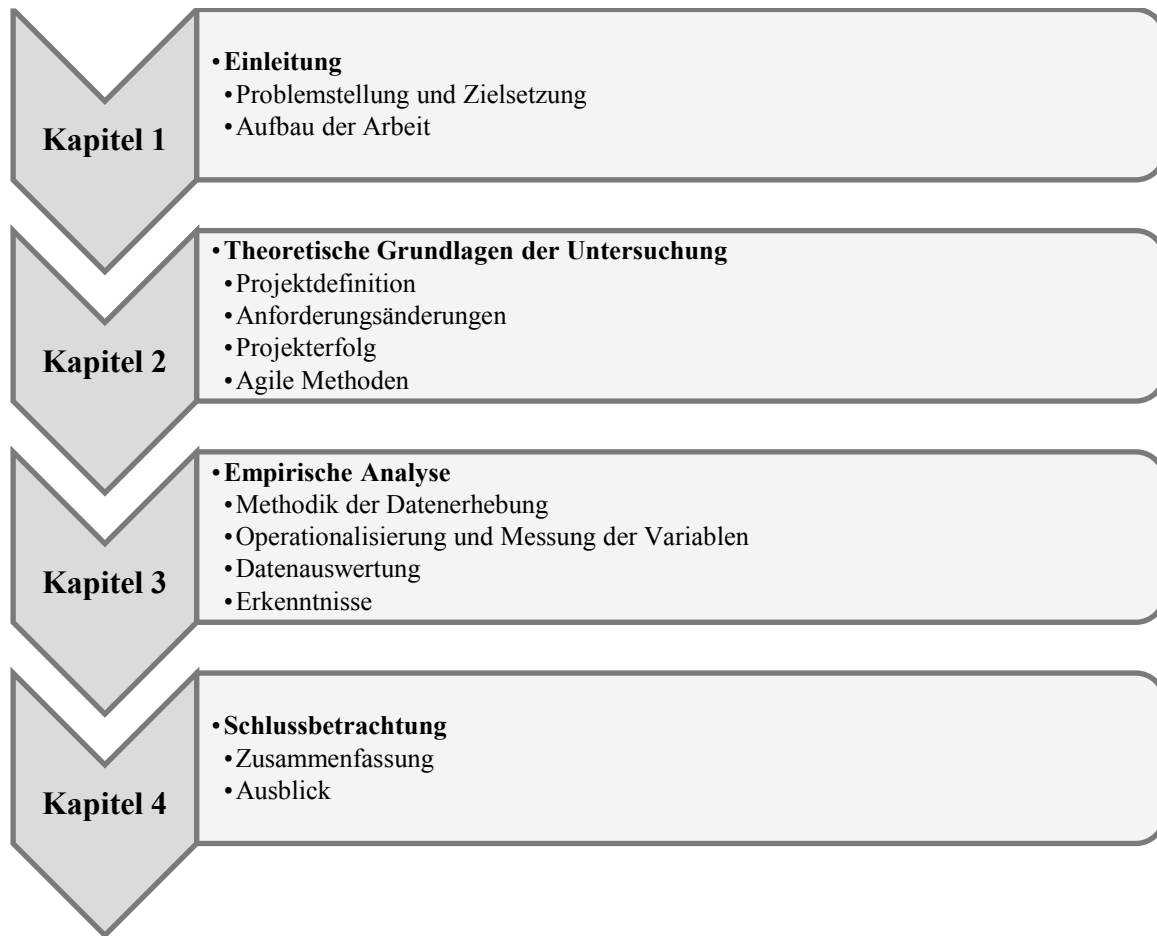 Kapitel 1
•Einleitung
•Problemstellung und Zielsetzung
•Aufbau der Arbeit
Kapitel 2
•Theoretische Grundlagen der Untersuchung
•Projektdefinition
•Anforderungsänderungen
•Projekterfolg
•Agile Methoden
Kapitel 3
•Empirische Analyse
•Methodik der Datenerhebung
•Operationalisierung und Messung der Variablen
•Datenauswertung
•Erkenntnisse
Kapitel 4
•Schlussbetrachtung
•Zusammenfassung
•Ausblick